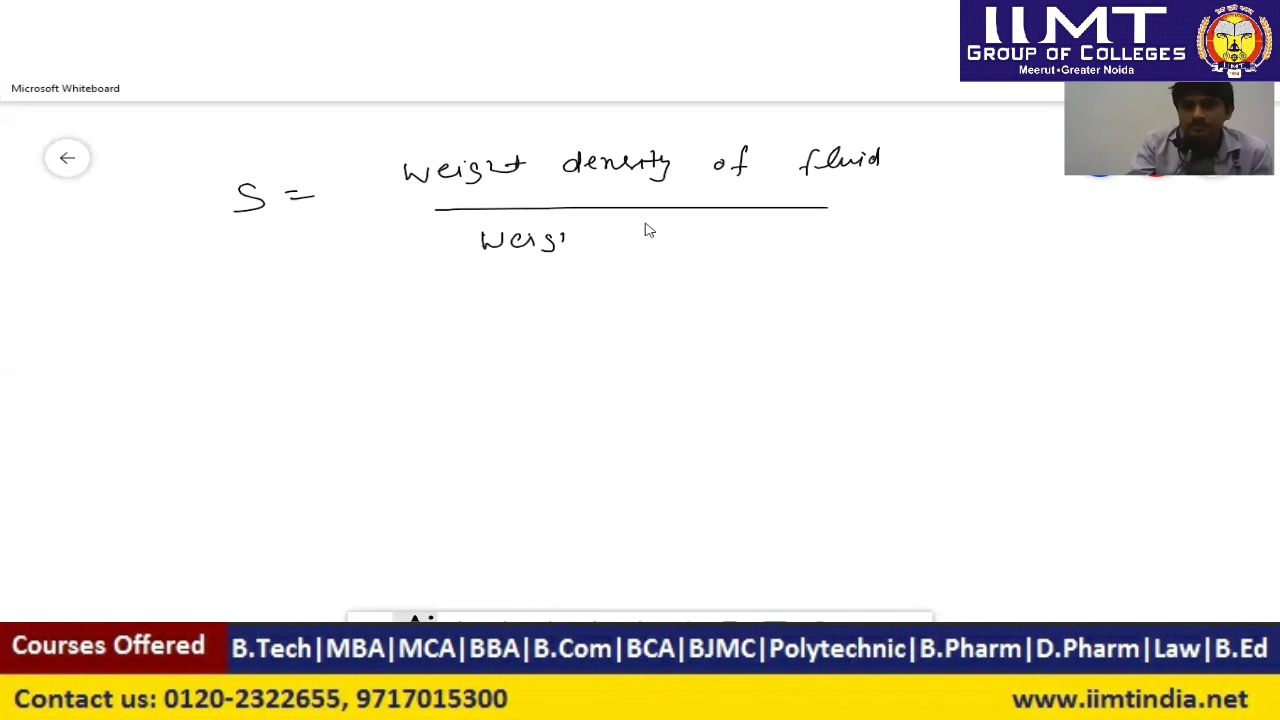 IIMT
GROUP OF COLLEGES
Meerut•Greater Noida
Microsoft Whiteboard
weight density of fluid
S =
weig
Courses Offered
B.Tech|MBA|MCA|BBA|B.Com|BCA|BJMC|Polytechnic|B.Pharm|D.Pharm|Law|B.Ed
Contact us: 0120-2322655, 9717015300
www.iimtindia.net